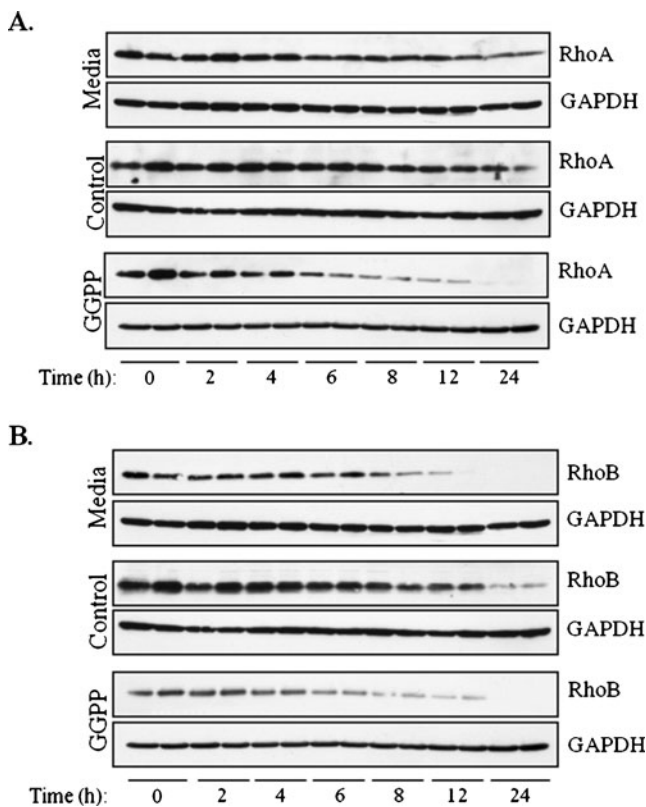 A.
Media
RhoA
GAPDH
Control
RhoA
GAPDH
GGPP
RhoA
GAPDH
Time (h): 0 2 4 6 8 12 24
B.
Media
RhoB
GAPDH
Control
RhoB
GAPDH
GGPP
RhoB
GAPDH
Time (h): 0 2 4 6 8 12 24